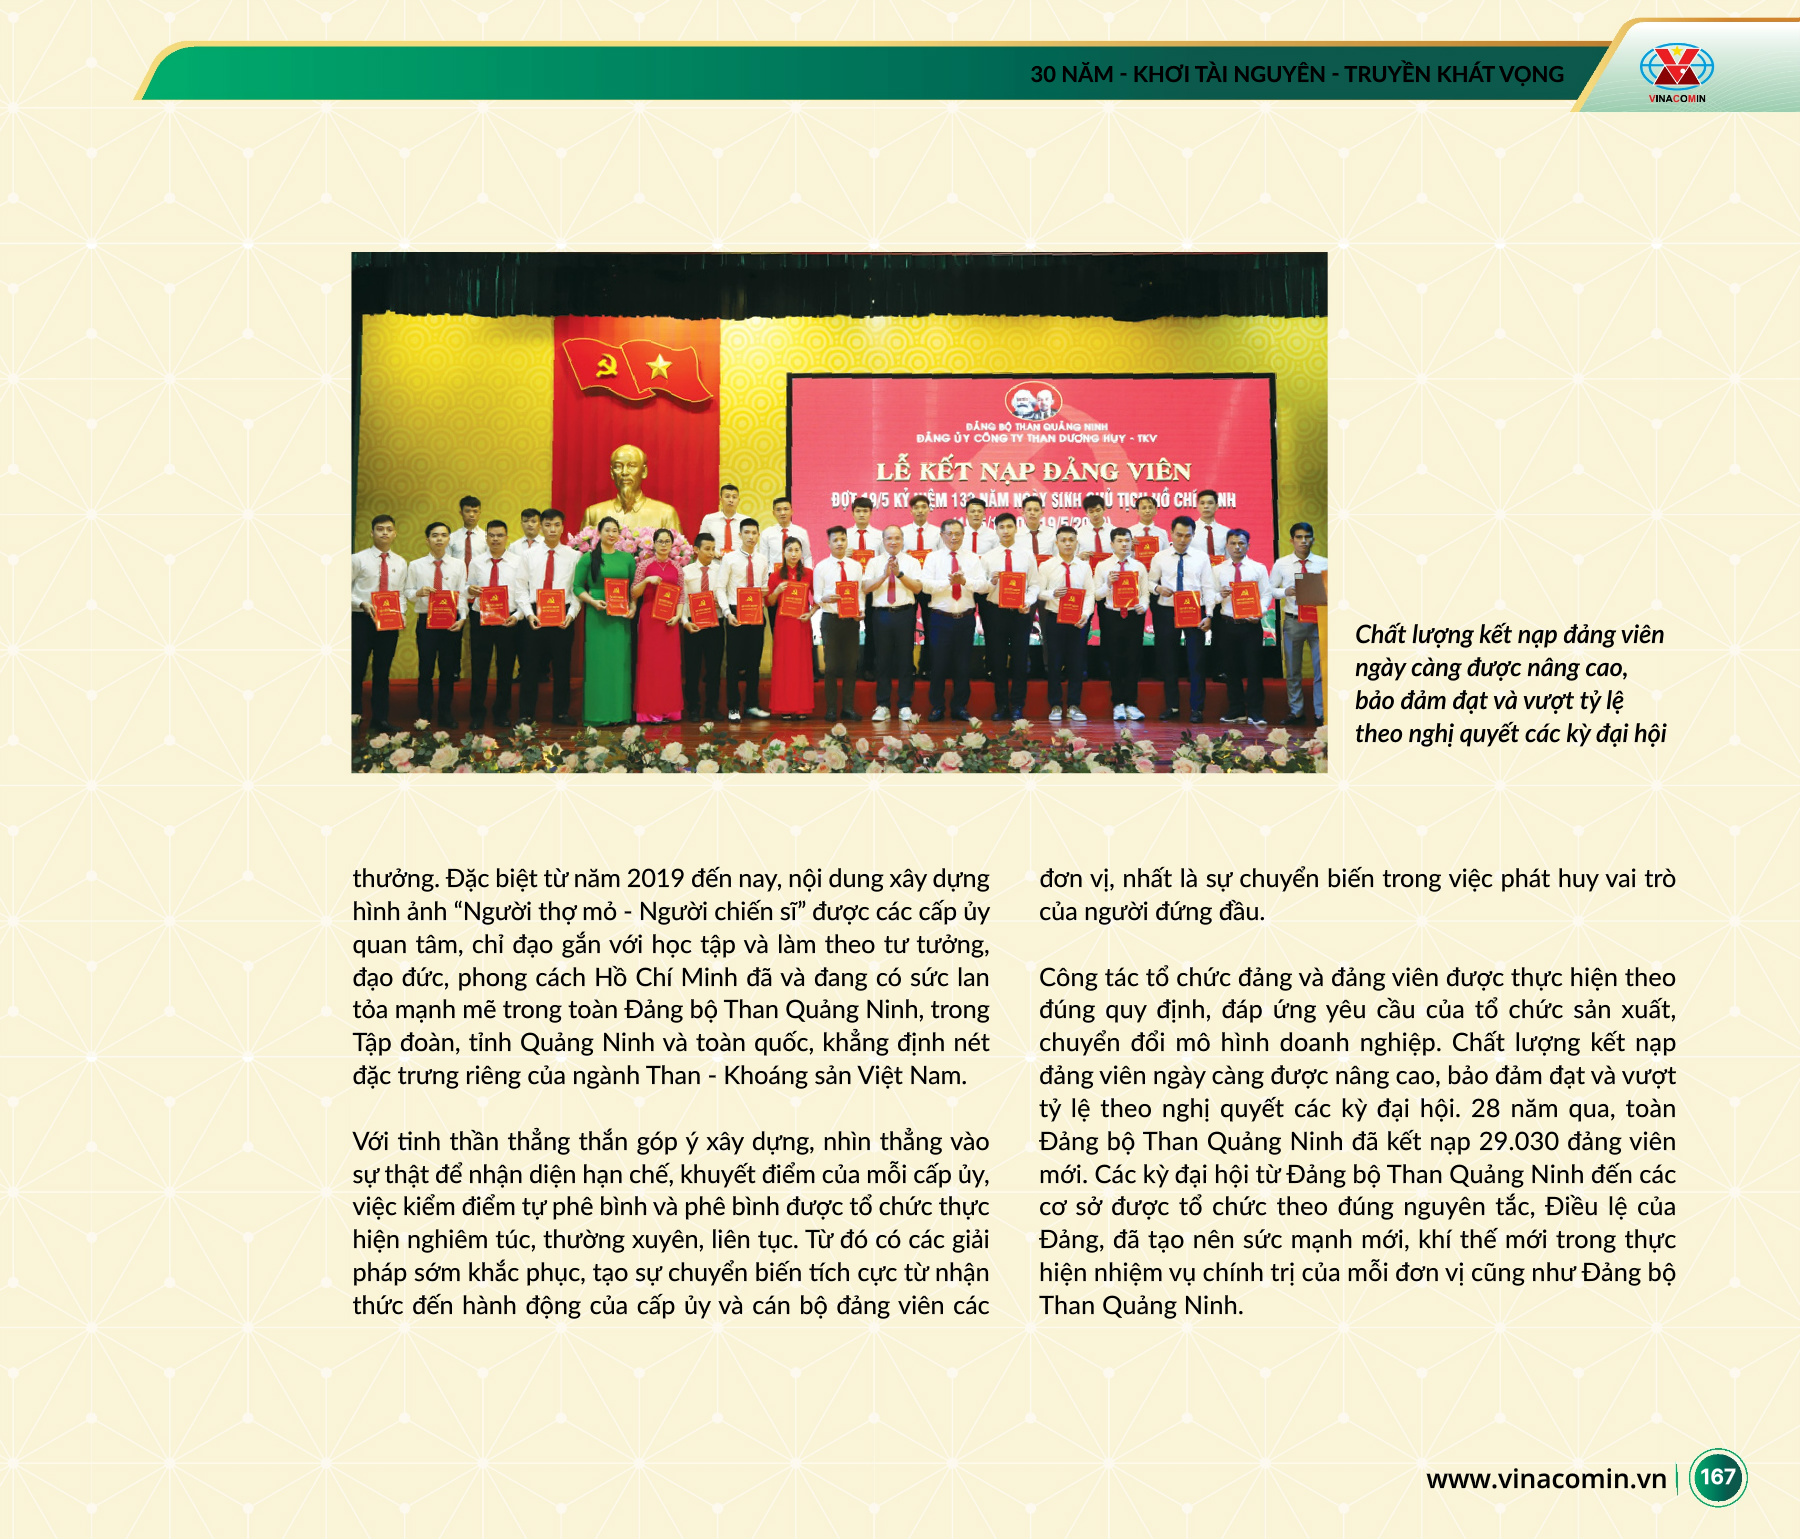 30 NĂM - KHƠI TÀI NGUYÊN - TRUYỀN KHÁT VỌNG
VINACOMIN
ĐẢNG BỘ THAN QUẢNG NINH
ĐẢNG ỦY CÔNG TY THAN DƯƠNG HUY - TKV
LỄ KẾT NẠP ĐẢNG VIÊN
ĐỢT 19/5 KỶ NIỆM NĂM NGÀY SINH CHỦ TỊCH HỒ CHÍ MINH
Chất lượng kết nạp đảng viên
ngày càng được nâng cao,
bảo đảm đạt và vượt tỷ lệ
theo nghị quyết các kỳ đại hội
thưởng. Đặc biệt từ năm 2019 đến nay, nội dung xây dựng
hình ảnh “Người thợ mỏ - Người chiến sĩ” được các cấp ủy
quan tâm, chỉ đạo gắn với học tập và làm theo tư tưởng,
đạo đức, phong cách Hồ Chí Minh đã và đang có sức lan
tỏa mạnh mẽ trong toàn Đảng bộ Than Quảng Ninh, trong
Tập đoàn, tỉnh Quảng Ninh và toàn quốc, khẳng định nét
đặc trưng riêng của ngành Than - Khoáng sản Việt Nam.
Với tinh thần thẳng thắn góp ý xây dựng, nhìn thẳng vào
sự thật để nhận diện hạn chế, khuyết điểm của mỗi cấp ủy,
việc kiểm điểm tự phê bình và phê bình được tổ chức thực
hiện nghiêm túc, thường xuyên, liên tục. Từ đó có các giải
pháp sớm khắc phục, tạo sự chuyển biến tích cực từ nhận
thức đến hành động của cấp ủy và cán bộ đảng viên các
đơn vị, nhất là sự chuyển biến trong việc phát huy vai trò
của người đứng đầu.
Công tác tổ chức đảng và đảng viên được thực hiện theo
đúng quy định, đáp ứng yêu cầu của tổ chức sản xuất,
chuyển đổi mô hình doanh nghiệp. Chất lượng kết nạp
đảng viên ngày càng được nâng cao, bảo đảm đạt và vượt
tỷ lệ theo nghị quyết các kỳ đại hội. 28 năm qua, toàn
Đảng bộ Than Quảng Ninh đã kết nạp 29.030 đảng viên
mới. Các kỳ đại hội từ Đảng bộ Than Quảng Ninh đến các
cơ sở được tổ chức theo đúng nguyên tắc, Điều lệ của
Đảng, đã tạo nên sức mạnh mới, khí thế mới trong thực
hiện nhiệm vụ chính trị của mỗi đơn vị cũng như Đảng bộ
Than Quảng Ninh.
www.vinacomin.vn
167